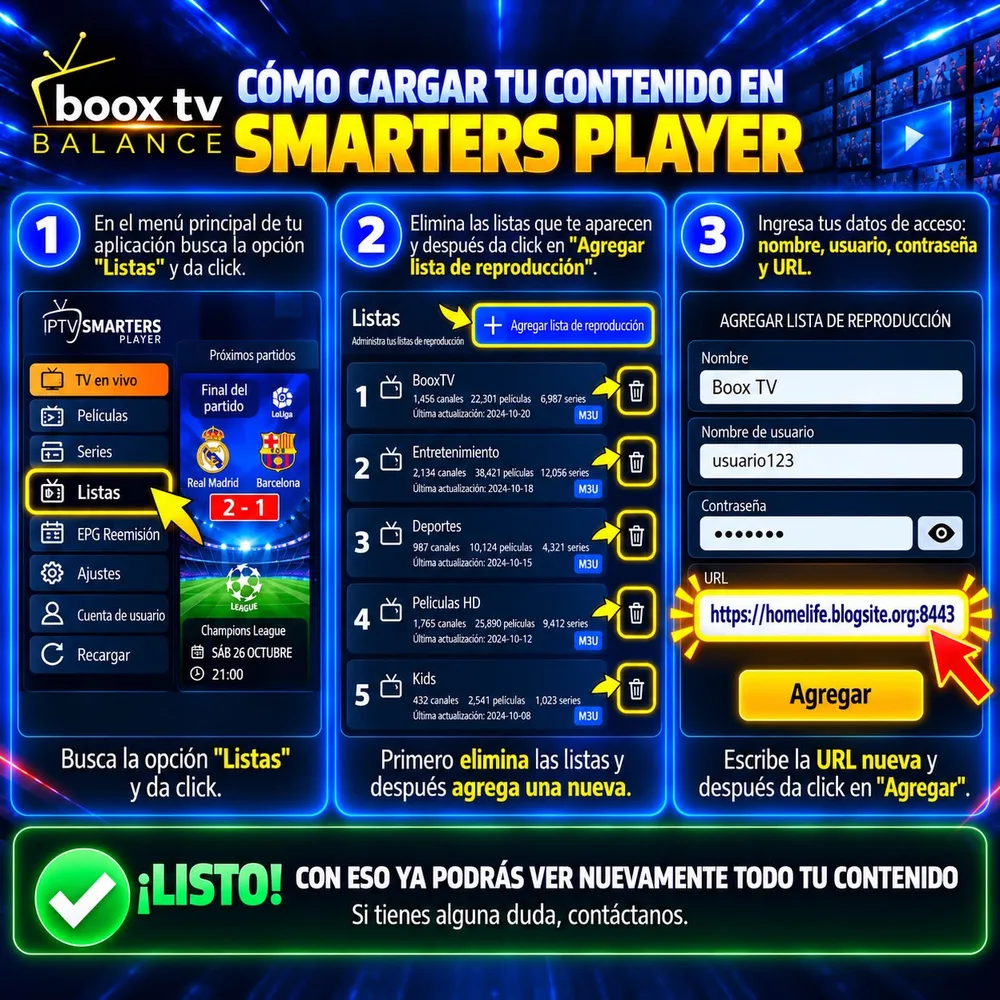 boox tv
BALANCE
CÓMO CARGAR TU CONTENIDO EN
SMARTERS PLAYER
1
En el menú principal de tu
aplicación busca la opción
"Listas" y da click.
IPTV SMARTERS
PLAYER
TV en vivo
Películas
Series
Listas
EPG Reemisión
Ajustes
Cuenta de usuario
Recargar
Próximos partidos
Final del
partido
LaLiga
Real Madrid
Barcelona
2 - 1
LEAGUE
Champions League
SÁB 26 OCTUBRE
21:00
Busca la opción "Listas"
y da click.
2
Elimina las listas que te aparecen
y después da click en "Agregar
lista de reproducción".
Listas
Administra tus listas de reproducción
+ Agregar lista de reproducción
1
BooxTV
1,456 canales 22,301 películas 6,987 series
Última actualización: 2024-10-20
M3U
2
Entretenimiento
2,134 canales 38,421 películas 12,056 series
Última actualización: 2024-10-18
M3U
3
Deportes
987 canales 10,124 películas 4,321 series
Última actualización: 2024-10-15
M3U
4
Películas HD
1,765 canales 25,890 películas 9,412 series
Última actualización: 2024-10-12
M3U
5
Kids
432 canales 2,541 películas 1,023 series
Última actualización: 2024-10-08
M3U
Primero elimina las listas y
después agrega una nueva.
3
Ingresa tus datos de acceso:
nombre, usuario, contraseña
y URL.
AGREGAR LISTA DE REPRODUCCIÓN
Nombre
Boox TV
Nombre de usuario
usuario123
Contraseña
•••••••
URL
https://homelife.blogsite.org:8443
Agregar
Escribe la URL nueva y
después da click en "Agregar".
¡LISTO! CON ESO YA PODRÁS VER NUEVAMENTE TODO TU CONTENIDO
Si tienes alguna duda, contáctanos.